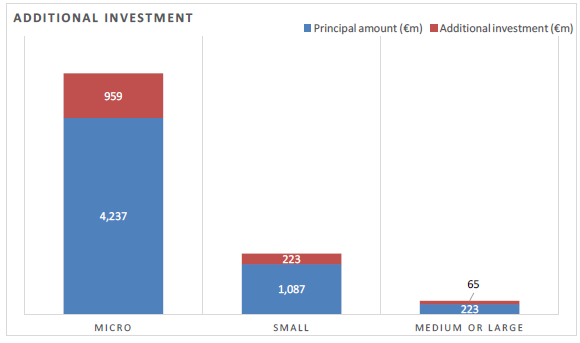 ADDITIONAL INVESTMENT
Principal amount (€m) Additional investment (€m)
959
4,237
223
1,087
65
223
MICRO SMALL MEDIUM OR LARGE